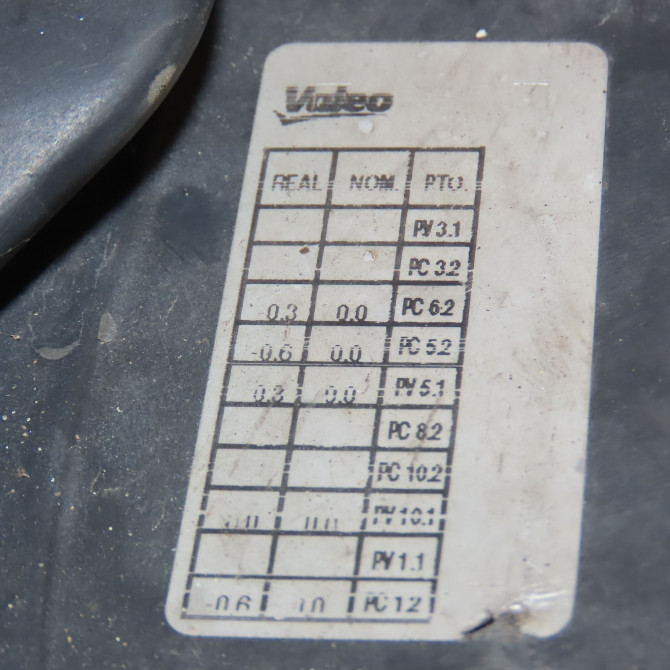 Valeo
REAL NOM. PTO.
PV 3.1
PC 3.2
0.3 0.0 PC 6.2
-0.6 0.0 PC 5.2
0.3 0.0 PV 5.1
PC 8.2
PC 10.2
PV 10.1
PV 1.1
-0.6 PC 1.2